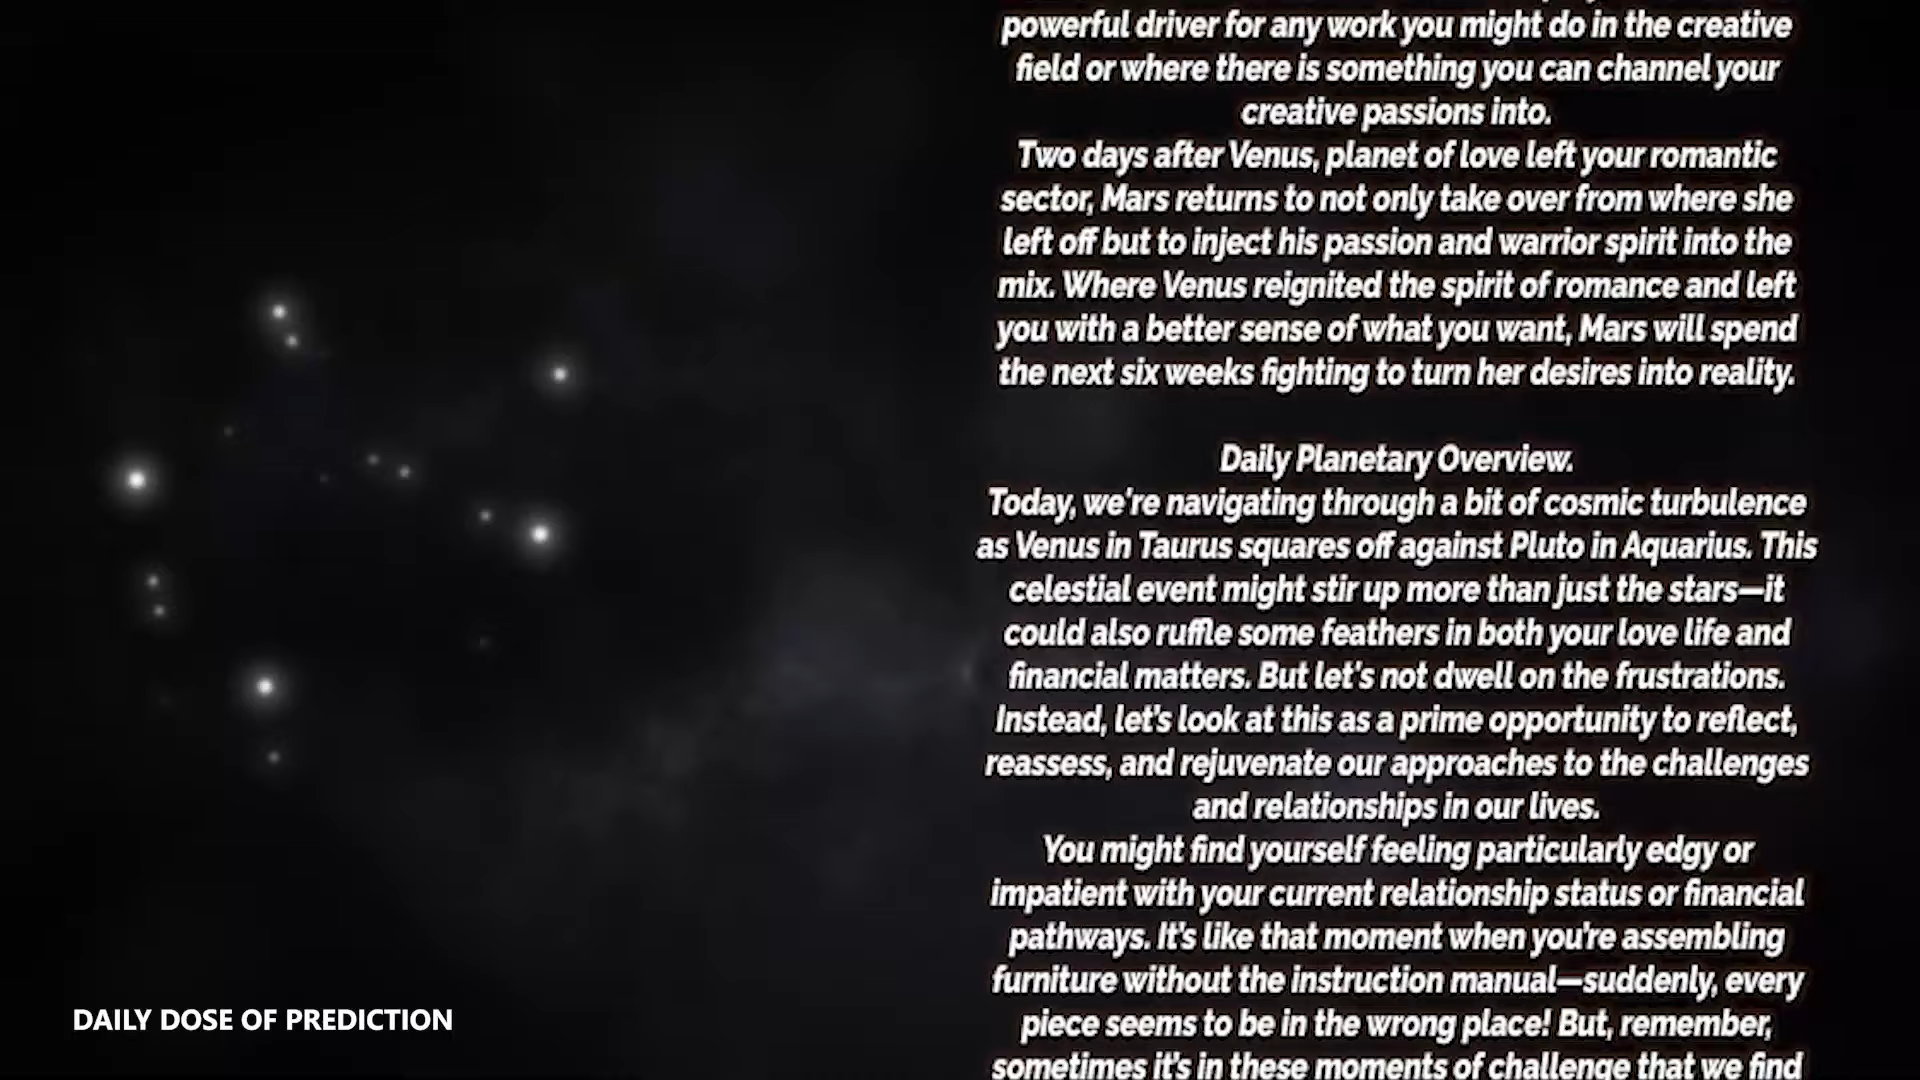 powerful driver for any work you might do in the creative
field or where there is something you can channel your
creative passions into.
Two days after Venus, planet of love left your romantic
sector, Mars returns to not only take over from where she
left off but to inject his passion and warrior spirit into the
mix. Where Venus reignited the spirit of romance and left
you with a better sense of what you want, Mars will spend
the next six weeks fighting to turn her desires into reality.
Daily Planetary Overview.
Today, we're navigating through a bit of cosmic turbulence
as Venus in Taurus squares off against Pluto in Aquarius. This
celestial event might stir up more than just the stars—it
could also ruffle some feathers in both your love life and
financial matters. But let's not dwell on the frustrations.
Instead, let's look at this as a prime opportunity to reflect,
reassess, and rejuvenate our approaches to the challenges
and relationships in our lives.
You might find yourself feeling particularly edgy or
impatient with your current relationship status or financial
pathways. It's like that moment when you're assembling
furniture without the instruction manual—suddenly, every
piece seems to be in the wrong place! But, remember,
sometimes it's in these moments of challenge that we find
DAILY DOSE OF PREDICTION